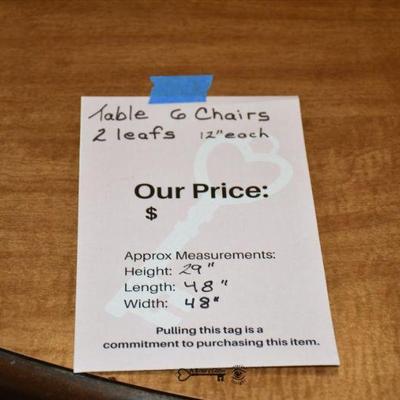 Table 6 Chairs
2 leafs 12" each
Our Price:
$
Approx Measurements:
Height: 29"
Length: 48"
Width: 48"
Pulling this tag is a
commitment to purchasing this item.